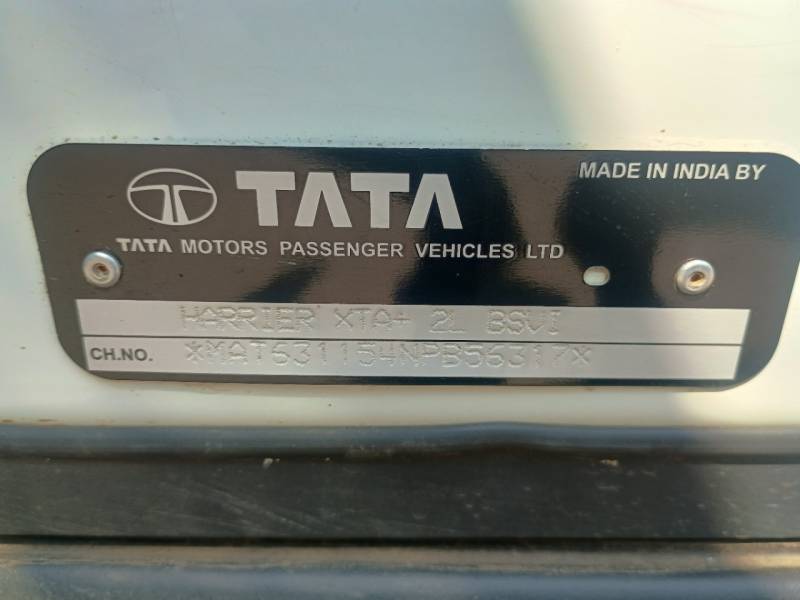 TATA
MADE IN INDIA BY
TATA MOTORS PASSENGER VEHICLES LTD
HARRIER XTA+ 2L BSVI
CH.NO. *MAT631154NPB56317*